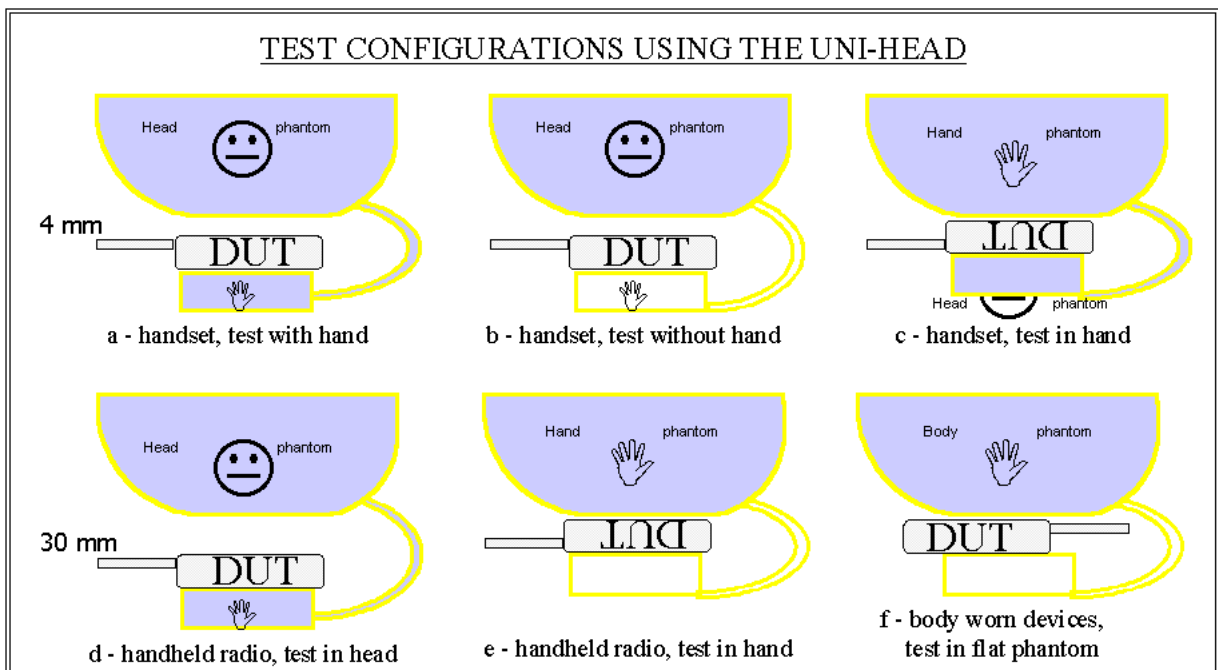 TEST CONFIGURATIONS USING THE UNI-HEAD
Head phantom
4 mm
DUT
a - handset, test with hand
Head phantom
DUT
b - handset, test without hand
Hand phantom
DUT
Head phantom
c - handset, test in hand
Head phantom
30 mm
DUT
d - handheld radio, test in head
Hand phantom
DUT
e - handheld radio, test in hand
Body phantom
DUT
f - body worn devices,
test in flat phantom